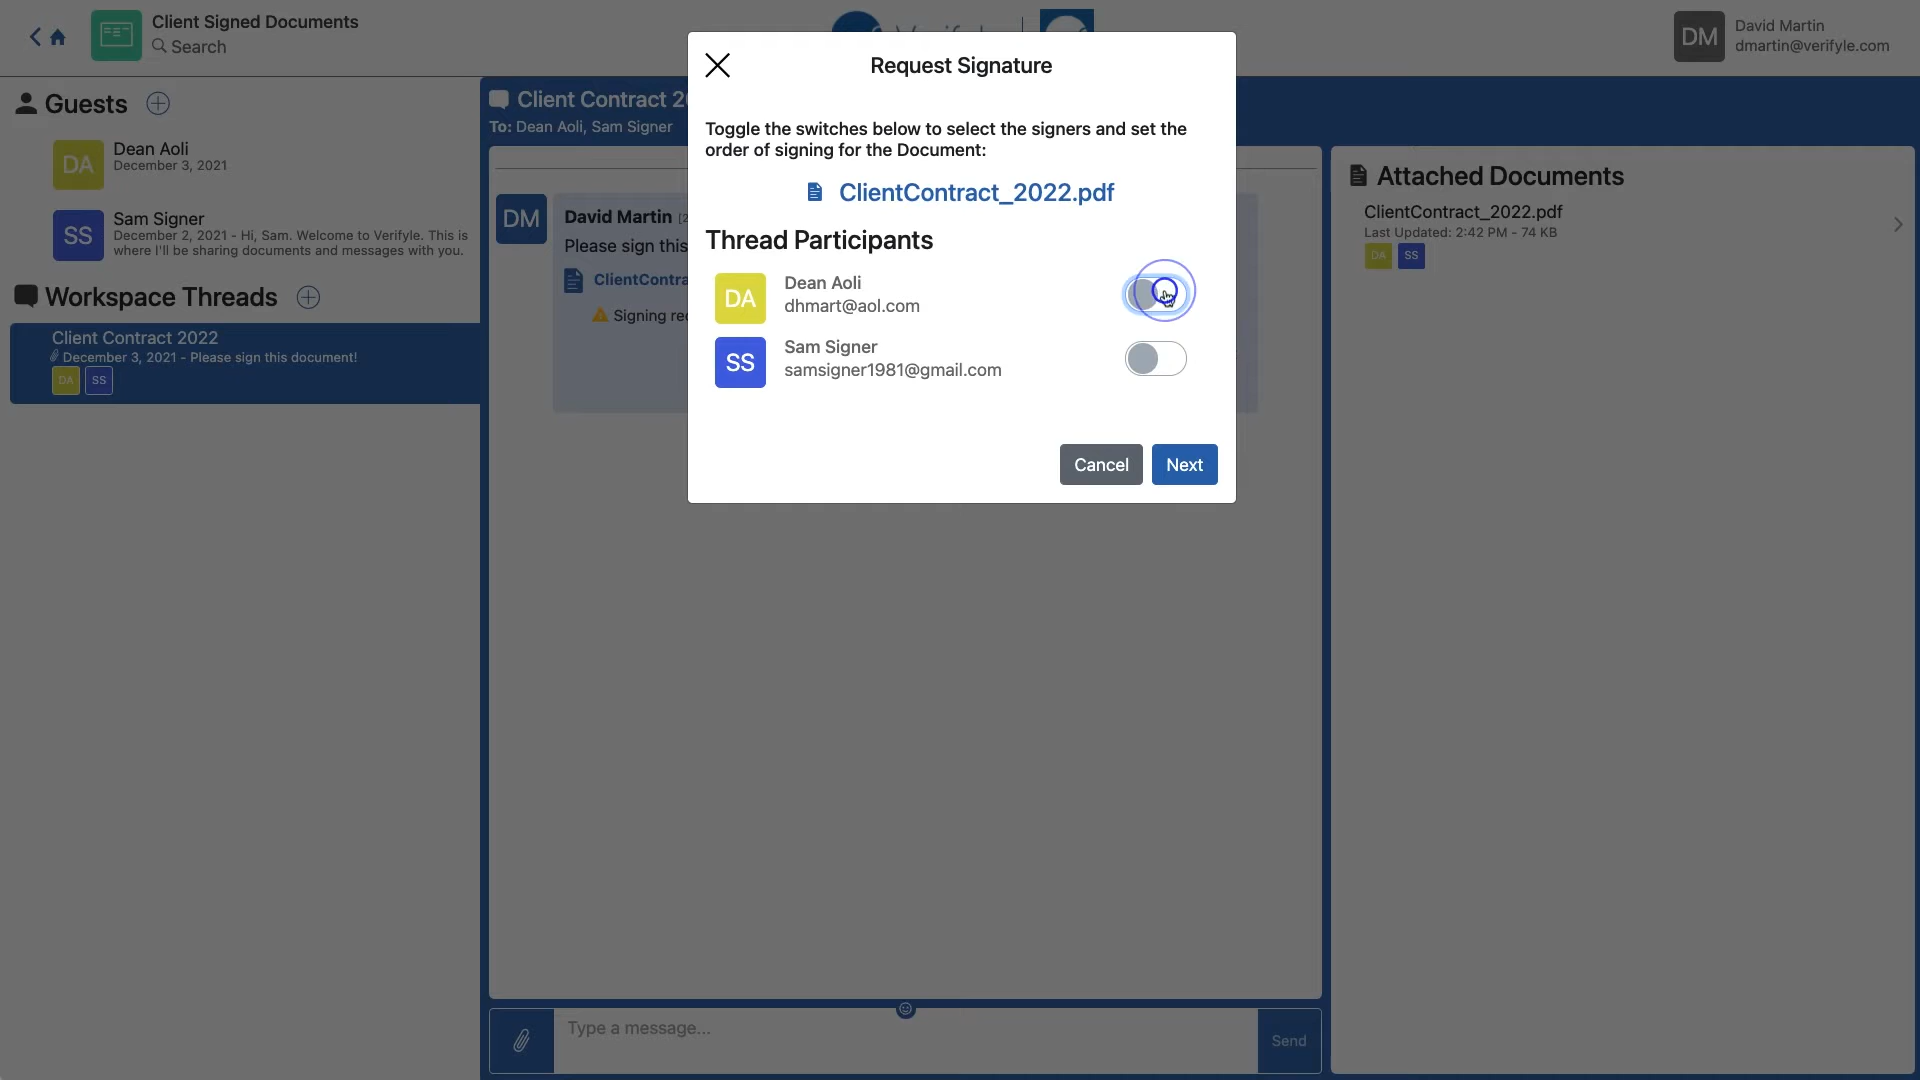 Client Signed Documents
Search
David Martin
dmartin@verifyle.com
DM
Guests
DA
Dean Aoli
December 3, 2021
SS
Sam Signer
December 2, 2021 - Hi, Sam. Welcome to Verifyle. This is
where I'll be sharing documents and messages with you.
Workspace Threads
Client Contract 2022
December 3, 2021 - Please sign this document!
DA SS
Client Contract 2
To: Dean Aoli, Sam Signer
DM
David Martin [2
Please sign this
ClientContra
Signing re
Request Signature
Toggle the switches below to select the signers and set the
order of signing for the Document:
ClientContract_2022.pdf
Thread Participants
DA
Dean Aoli
dhmart@aol.com
SS
Sam Signer
samsigner1981@gmail.com
Cancel Next
Attached Documents
ClientContract_2022.pdf
Last Updated: 2:42 PM - 74 KB
DA SS
Type a message...
Send